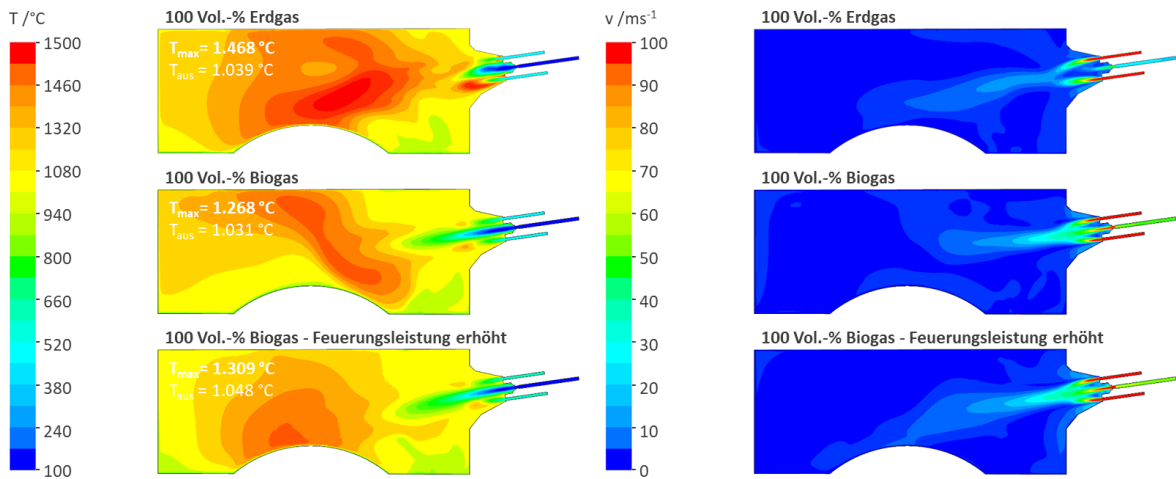 T /°C
1500
1460
1320
1080
940
800
660
520
380
240
100
100 Vol.-% Erdgas
Tmax= 1.468 °C
Taus = 1.039 °C
100 Vol.-% Biogas
Tmax= 1.268 °C
Taus = 1.031 °C
100 Vol.-% Biogas - Feuerungsleistung erhöht
Tmax= 1.309 °C
Taus = 1.048 °C
v /ms⁻¹
100
90
80
70
60
50
40
30
20
10
0
100 Vol.-% Erdgas
100 Vol.-% Biogas
100 Vol.-% Biogas - Feuerungsleistung erhöht